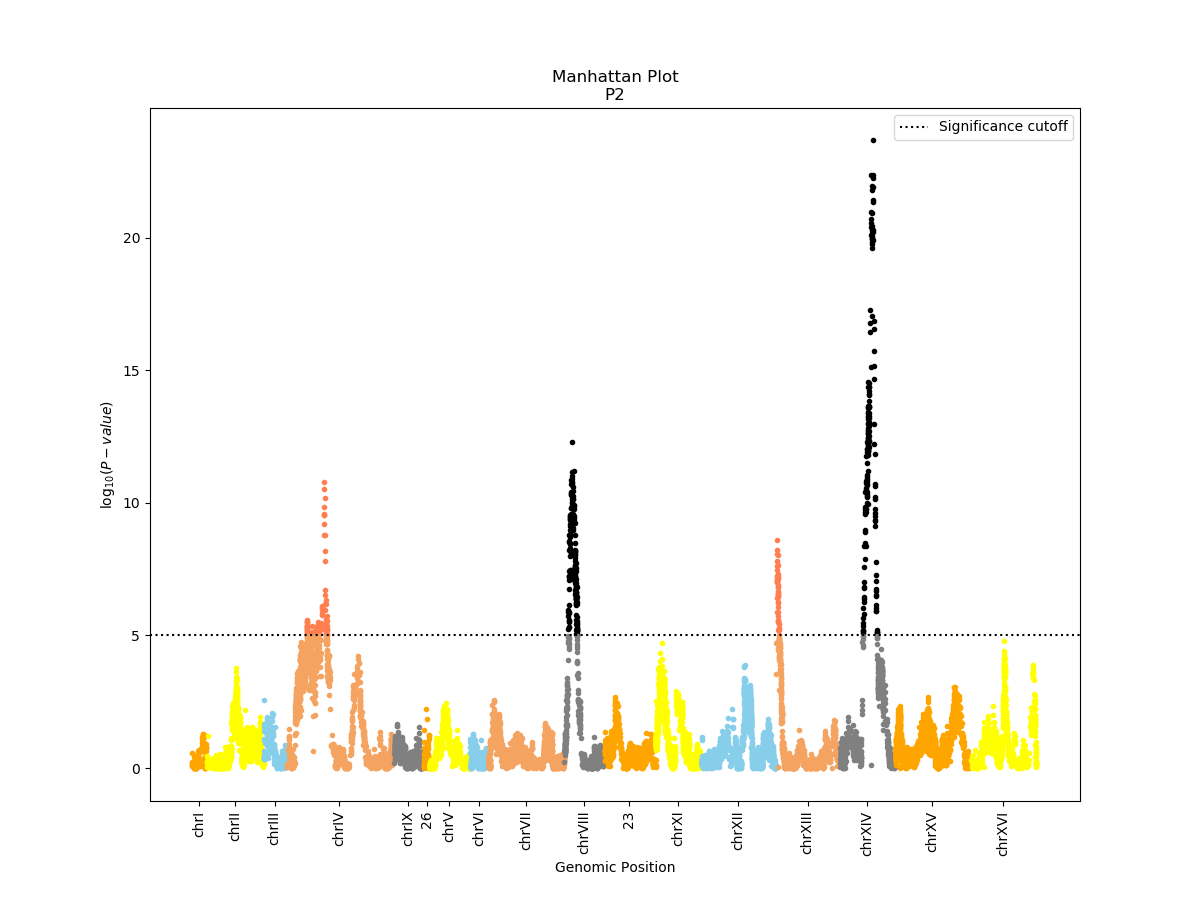 Manhattan Plot
P2
Significance cutoff
log₁₀(P − value)
20
15
10
5
0
chrI
chrII
chrIII
chrIV
chrIX
26
chrV
chrVI
chrVII
chrVIII
23
chrXI
chrXII
chrXIII
chrXIV
chrXV
chrXVI
Genomic Position